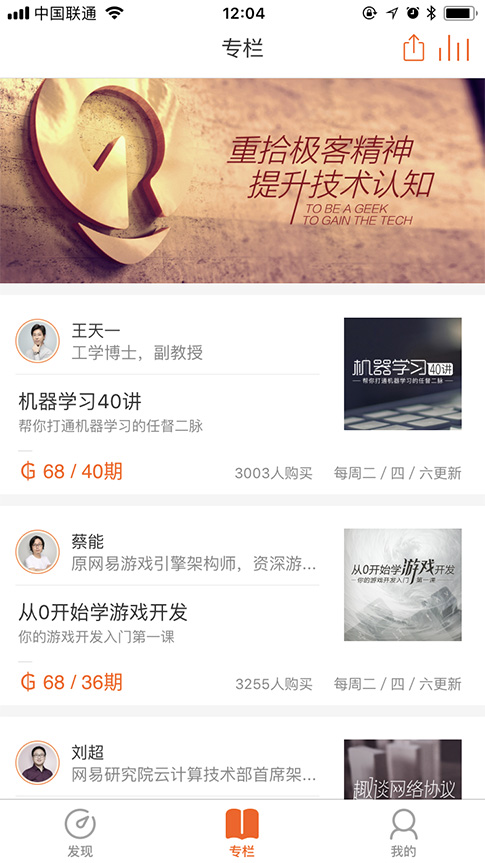 中国联通
12:04
专栏
重拾极客精神
提升技术认知
TO BE A GEEK
TO GAIN THE TECH
王天一
工学博士，副教授
机器学习40讲
帮你打通机器学习的任督二脉
机器学习40讲
帮你打通机器学习的任督二脉
68 / 40期
3003人购买
每周二 / 四 / 六更新
蔡能
原网易游戏引擎架构师，资深游...
从0开始学游戏开发
你的游戏开发入门第一课
从0开始学游戏开发
你的游戏开发入门第一课
68 / 36期
3255人购买
每周二 / 四 / 六更新
刘超
网易研究院云计算技术部首席架...
趣谈网络协议
发现
专栏
我的